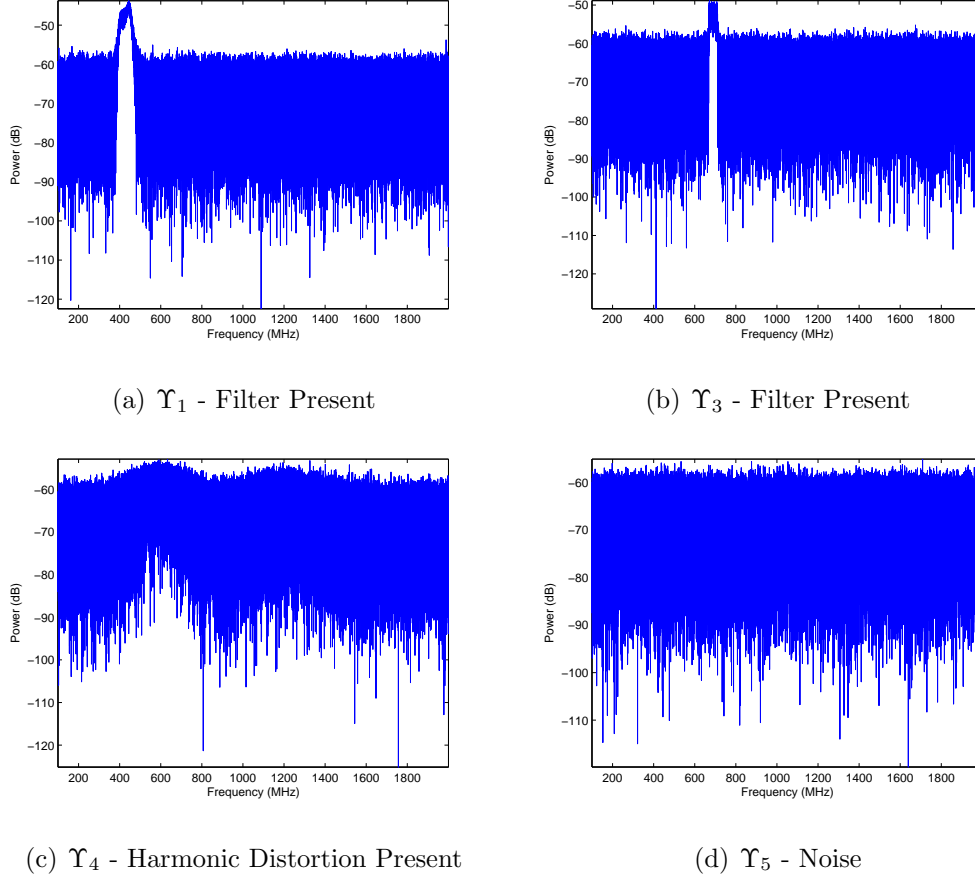 −50
−60
−70
−80
−90
−100
−110
−120
Power (dB)
200 400 600 800 1000 1200 1400 1600 1800
Frequency (MHz)
(a) ϒ1 - Filter Present
−50
−60
−70
−80
−90
−100
−110
−120
Power (dB)
200 400 600 800 1000 1200 1400 1600 1800
Frequency (MHz)
(b) ϒ3 - Filter Present
−60
−70
−80
−90
−100
−110
−120
Power (dB)
200 400 600 800 1000 1200 1400 1600 1800
Frequency (MHz)
(c) ϒ4 - Harmonic Distortion Present
−60
−70
−80
−90
−100
−110
Power (dB)
200 400 600 800 1000 1200 1400 1600 1800
Frequency (MHz)
(d) ϒ5 - Noise